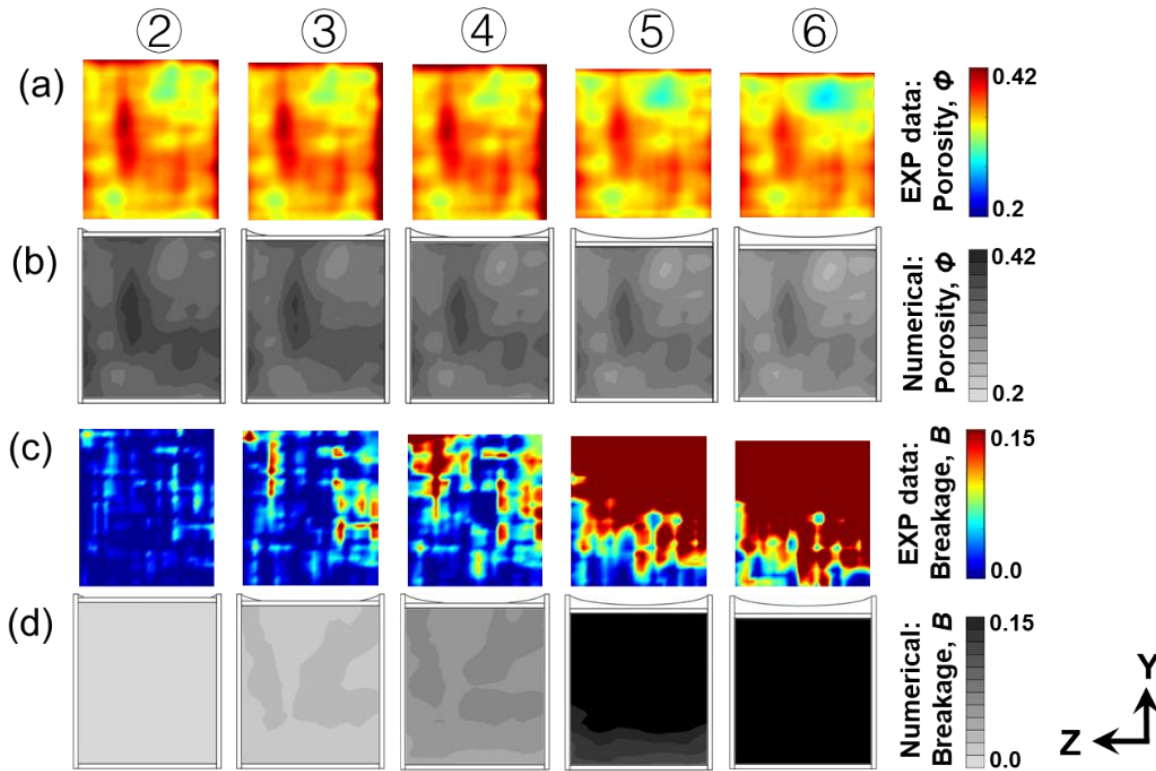 ② ③ ④ ⑤ ⑥
(a)
EXP data:
Porosity, Φ
0.42
0.2
(b)
Numerical:
Porosity, Φ
0.42
0.2
(c)
EXP data:
Breakage, B
0.15
0.0
(d)
Numerical:
Breakage, B
0.15
0.0
Y
Z